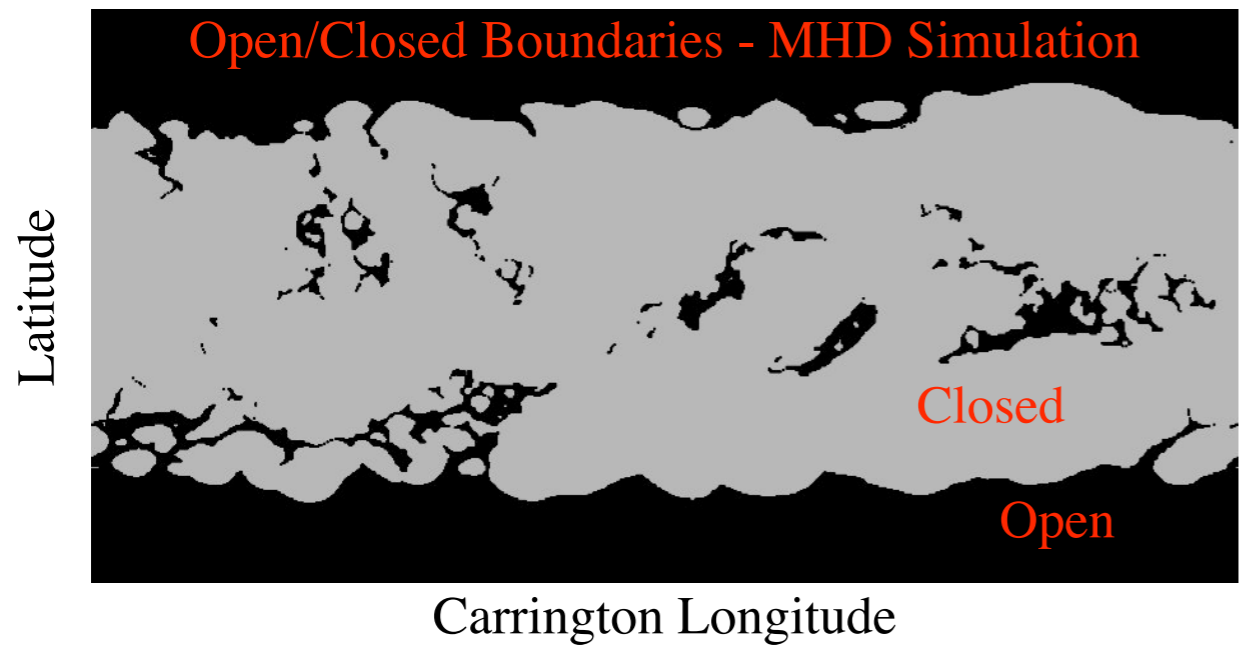 Open/Closed Boundaries - MHD Simulation
Latitude
Closed
Open
Carrington Longitude